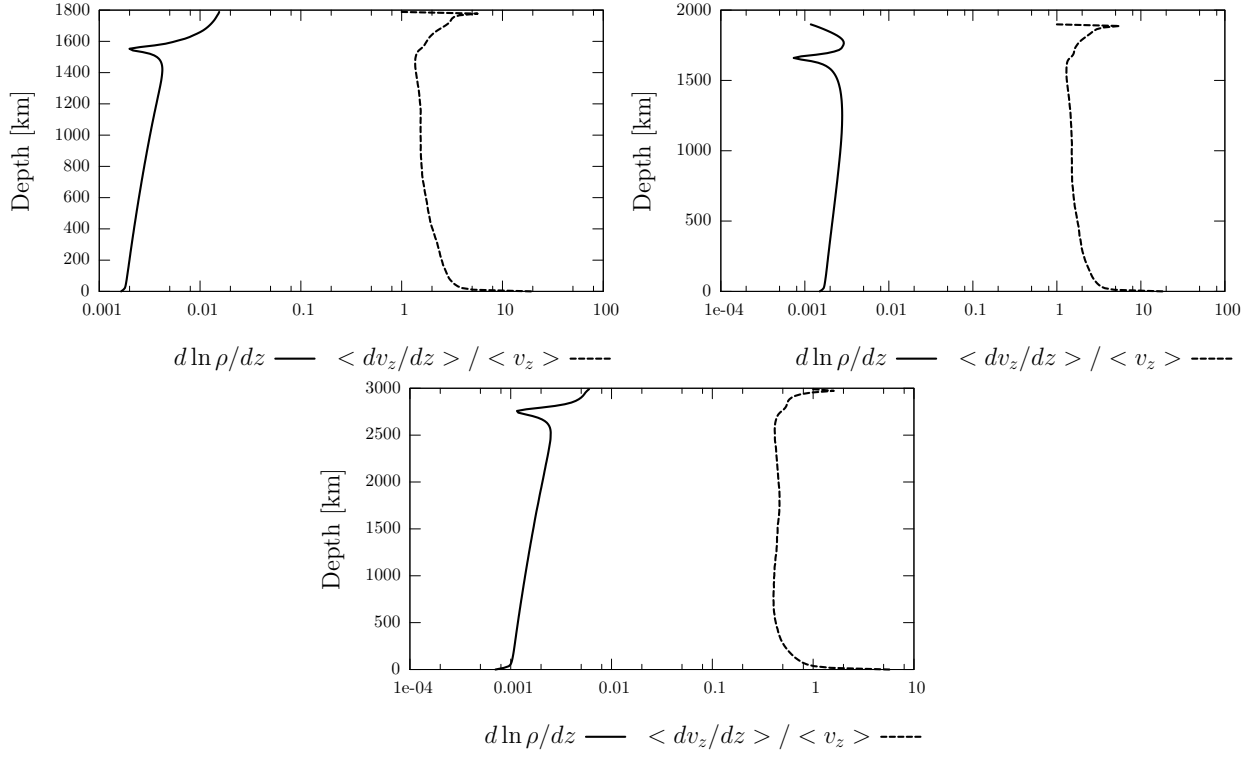 1800
1600
1400
1200
1000
800
600
400
200
0
Depth [km]
0.001 0.01 0.1 1 10 100
d ln ρ/dz < dv_z/dz > / < v_z >
2000
1500
1000
500
0
Depth [km]
1e-04 0.001 0.01 0.1 1 10 100
d ln ρ/dz < dv_z/dz > / < v_z >
3000
2500
2000
1500
1000
500
0
Depth [km]
1e-04 0.001 0.01 0.1 1 10
d ln ρ/dz < dv_z/dz > / < v_z >